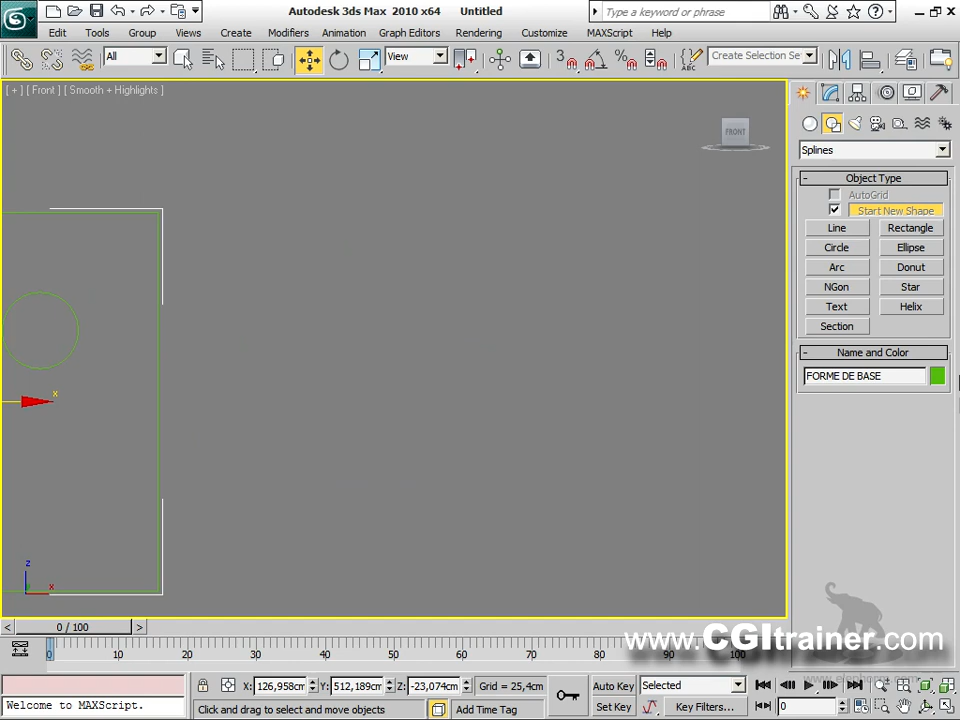 Autodesk 3ds Max 2010 x64 Untitled
Type a keyword or phrase
Edit Tools Group Views Create Modifiers Animation Graph Editors Rendering Customize MAXScript Help
All View 3 Create Selection Se
[ + ] [ Front ] [ Smooth + Highlights ]
FRONT
Splines
Object Type
AutoGrid
Start New Shape
Line Rectangle
Circle Ellipse
Arc Donut
NGon Star
Text Helix
Section
Name and Color
FORME DE BASE
x
z
x
0 / 100
0 10 20 30 40 50 60 70 80 90 100
www.CGItrainer.com
X: 126,958cm Y: 512,189cm Z: -23,074cm Grid = 25,4cm Auto Key Selected
Welcome to MAXScript. Click and drag to select and move objects Add Time Tag Set Key Key Filters... 0